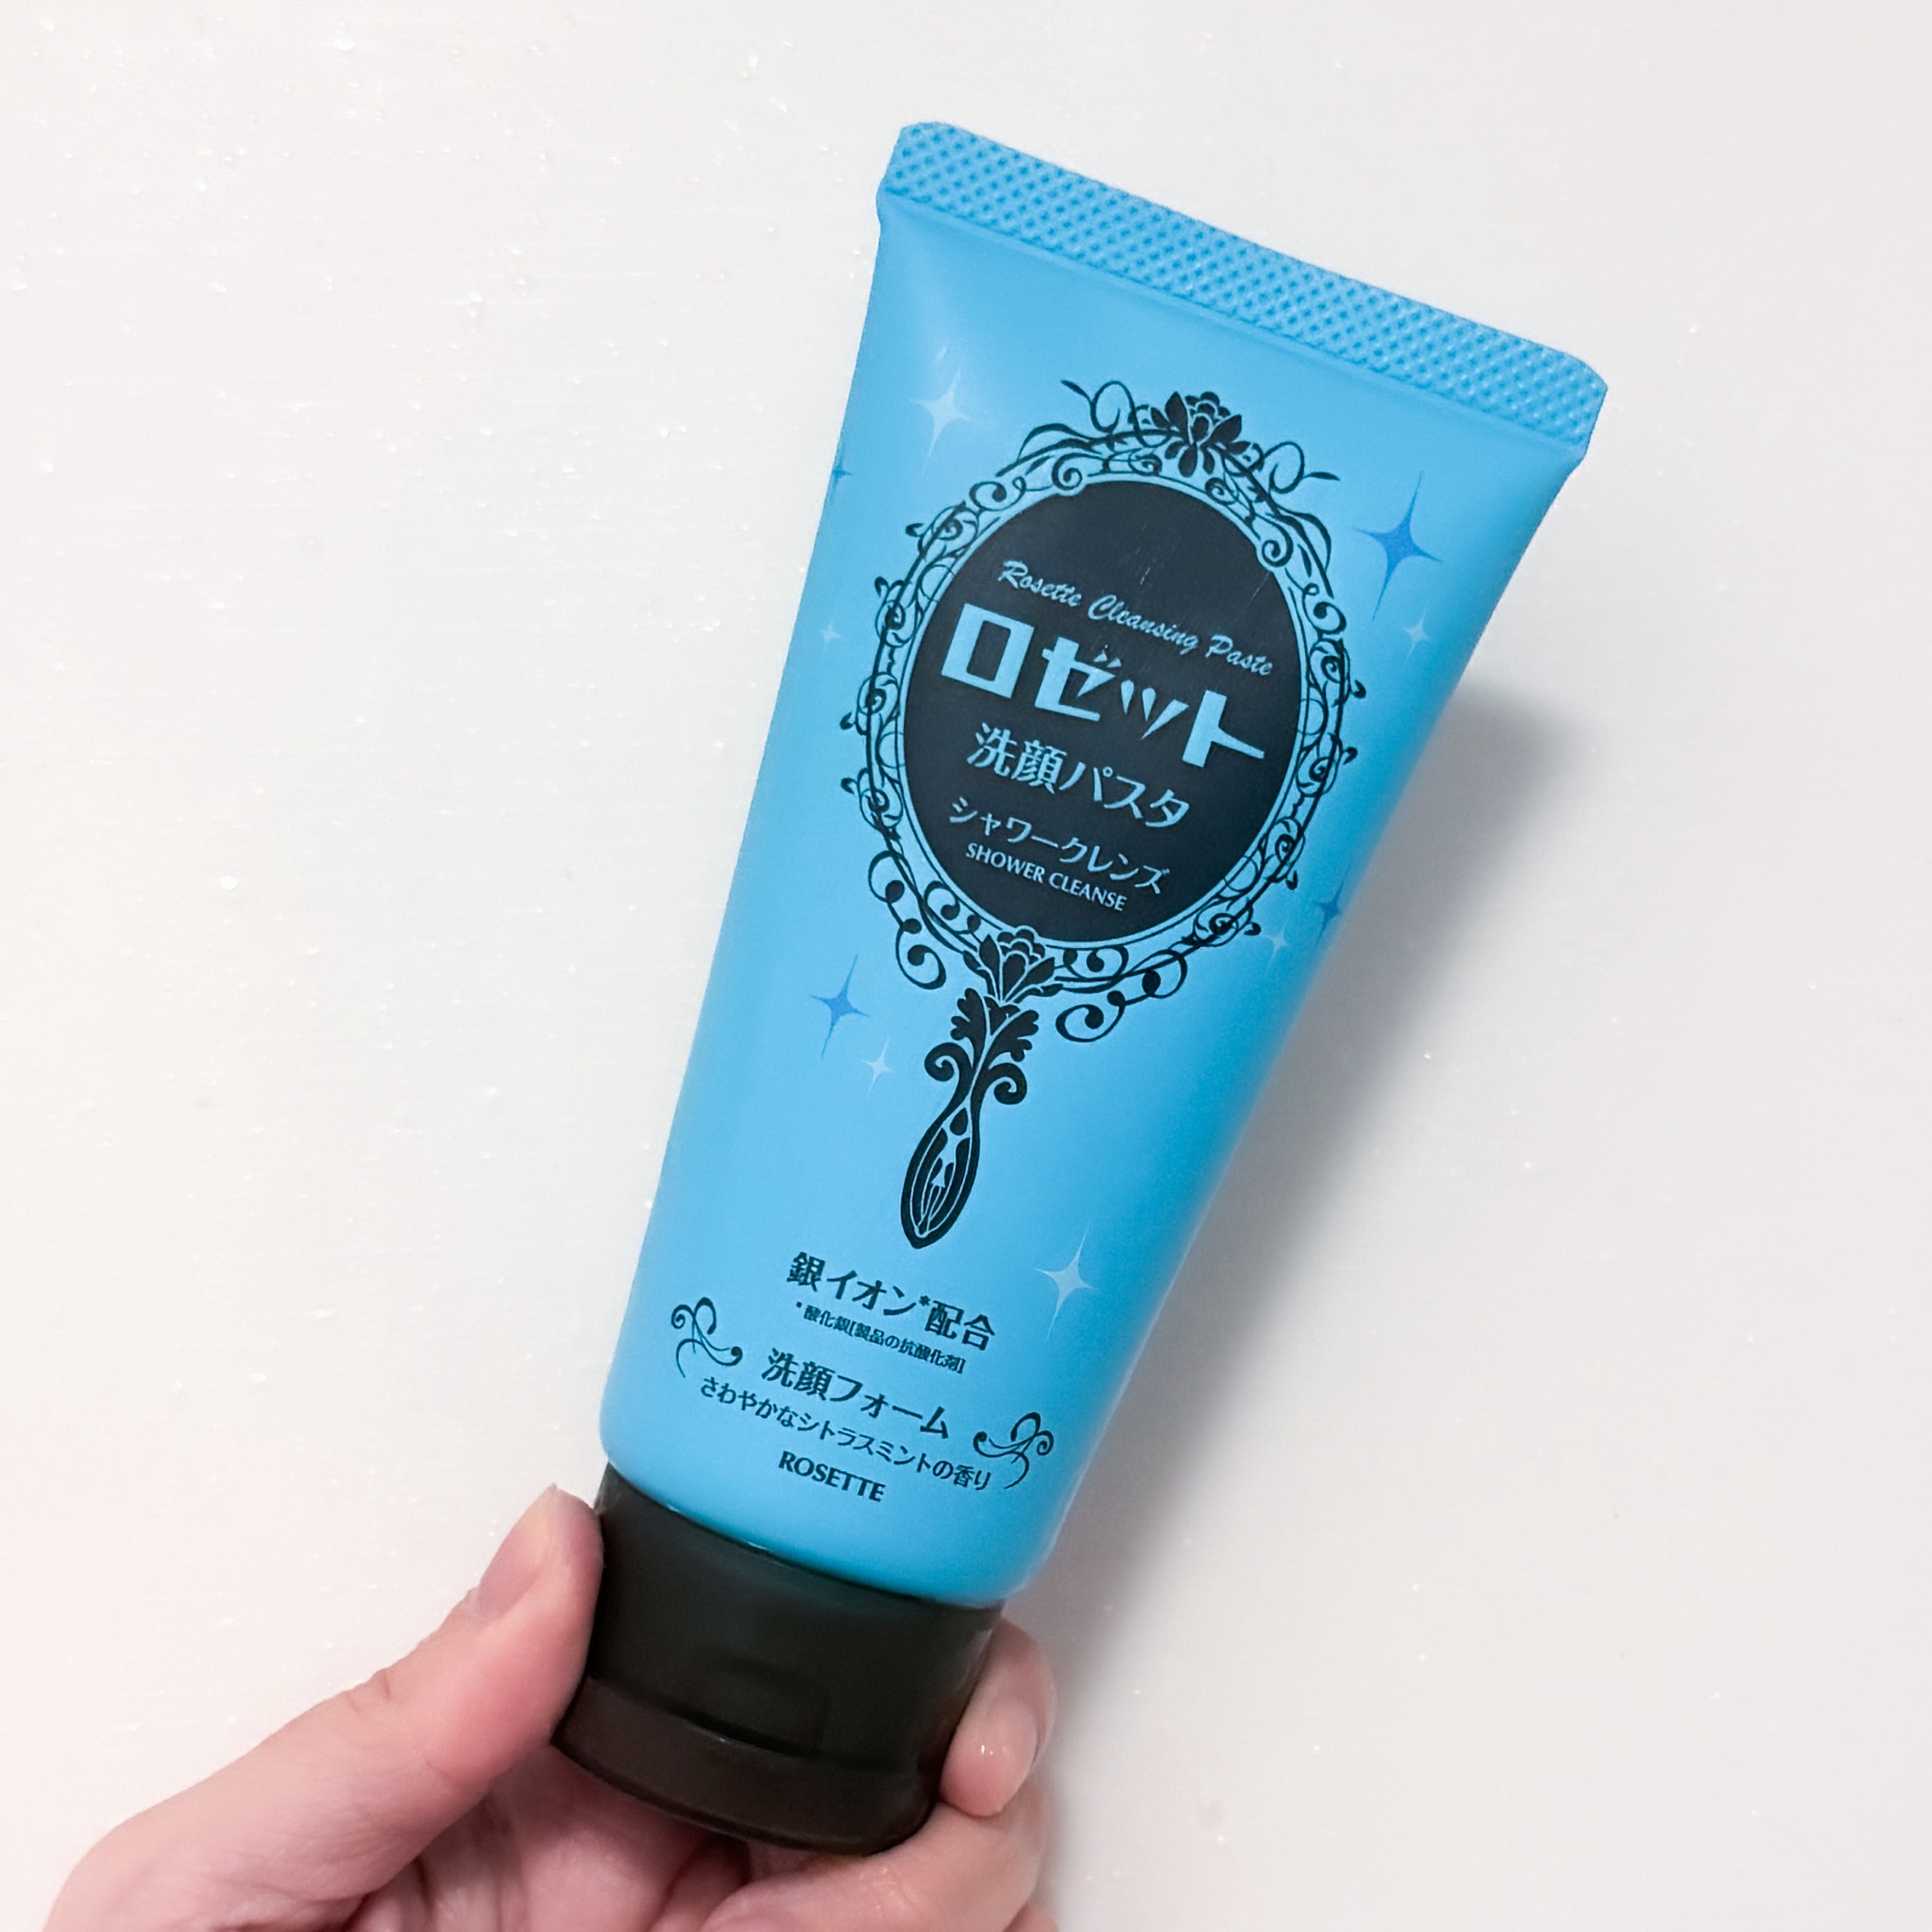 Rosette Cleansing Paste
ロゼット
洗顔パスタ
シャワークレンズ
SHOWER CLEANSE
銀イオン*配合
*酸化銀[製品の抗酸化剤]
洗顔フォーム
さわやかなシトラスミントの香り
ROSETTE